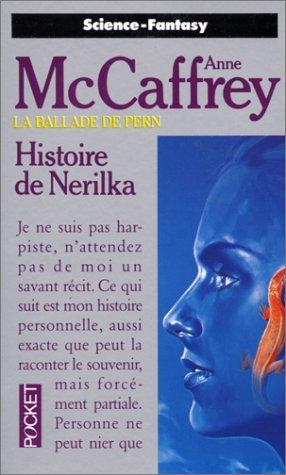 Science-Fantasy
Anne
McCaffrey
LA BALLADE DE PERN
Histoire
de Nerilka
Je ne suis pas har-
piste, n'attendez
pas de moi un
savant récit. Ce qui
suit est mon histoire
personnelle, aussi
exacte que peut la
raconter le souvenir,
mais forcé-
ment partiale.
Personne ne
peut nier que
POCKET